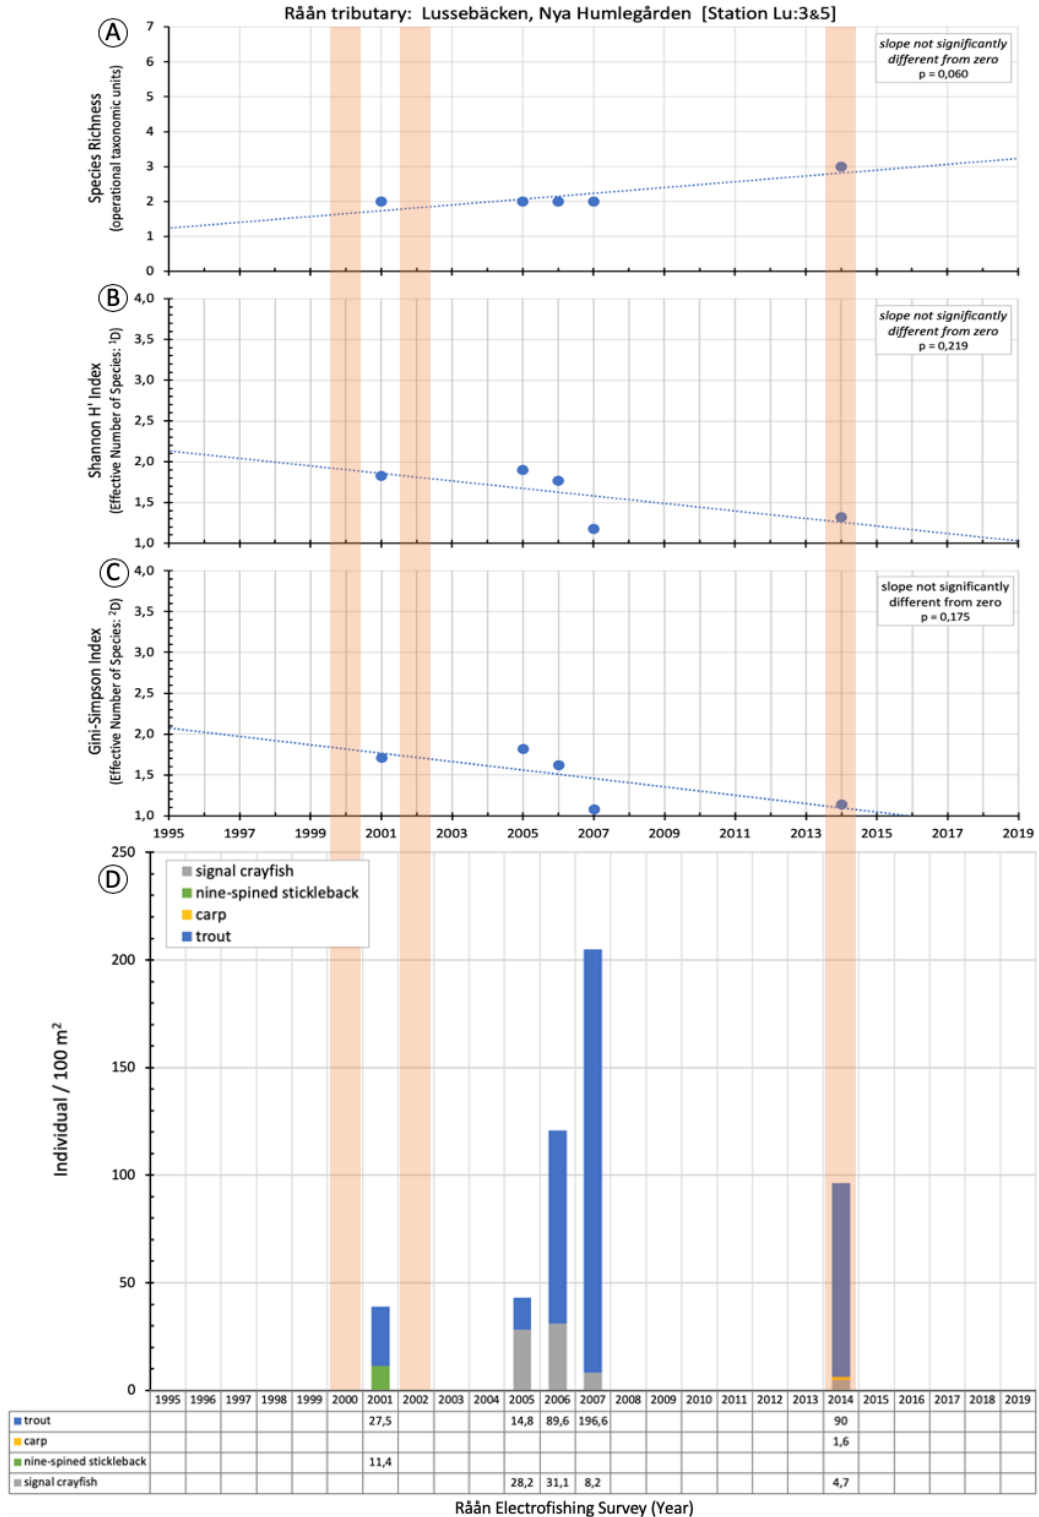 Råån tributary: Lussebäcken, Nya Humlegården [Station Lu:3&5]
A
Species Richness
(operational taxonomic units)
7
6
5
4
3
2
1
0
slope not significantly
different from zero
p = 0,060
B
Shannon H' Index
(Effective Number of Species: ¹D)
4,0
3,5
3,0
2,5
2,0
1,5
1,0
slope not significantly
different from zero
p = 0,219
C
Gini-Simpson Index
(Effective Number of Species: ²D)
4,0
3,5
3,0
2,5
2,0
1,5
1,0
slope not significantly
different from zero
p = 0,175
1995 1997 1999 2001 2003 2005 2007 2009 2011 2013 2015 2017 2019
D
Individual / 100 m²
250
200
150
100
50
0
signal crayfish
nine-spined stickleback
carp
trout
1995 1996 1997 1998 1999 2000 2001 2002 2003 2004 2005 2006 2007 2008 2009 2010 2011 2012 2013 2014 2015 2016 2017 2018 2019
trout 27,5 14,8 89,6 196,6 90
carp 1,6
nine-spined stickleback 11,4
signal crayfish 28,2 31,1 8,2 4,7
Råån Electrofishing Survey (Year)